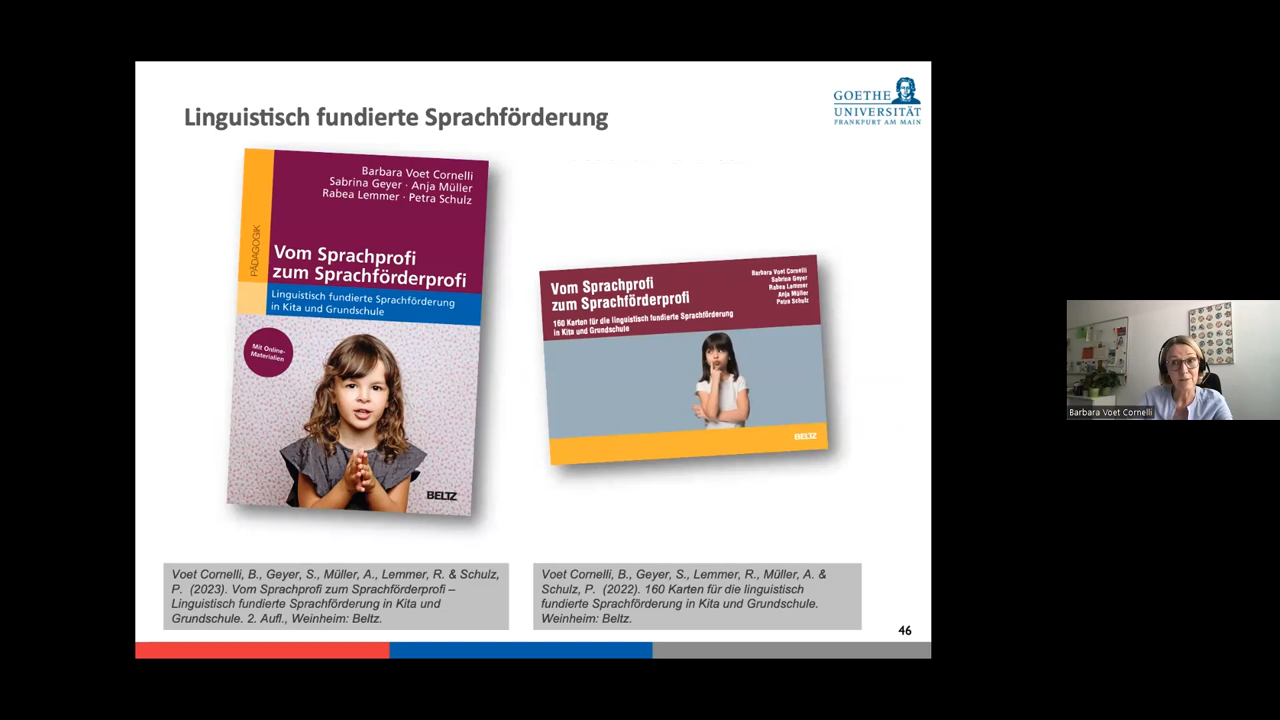 Linguistisch fundierte Sprachförderung
GOETHE
UNIVERSITÄT
FRANKFURT AM MAIN
Barbara Voet Cornelli
Sabrina Geyer · Anja Müller
Rabea Lemmer · Petra Schulz
PÄDAGOGIK
Vom Sprachprofi
zum Sprachförderprofi
Linguistisch fundierte Sprachförderung
in Kita und Grundschule
Mit Online-
Materialien
BELTZ
Vom Sprachprofi
zum Sprachförderprofi
160 Karten für die linguistisch fundierte Sprachförderung
in Kita und Grundschule
Barbara Voet Cornelli
Sabrina Geyer
Rabea Lemmer
Anja Müller
Petra Schulz
BELTZ
Voet Cornelli, B., Geyer, S., Müller, A., Lemmer, R. & Schulz,
P. (2023). Vom Sprachprofi zum Sprachförderprofi –
Linguistisch fundierte Sprachförderung in Kita und
Grundschule. 2. Aufl., Weinheim: Beltz.
Voet Cornelli, B., Geyer, S., Lemmer, R., Müller, A. &
Schulz, P. (2022). 160 Karten für die linguistisch
fundierte Sprachförderung in Kita und Grundschule.
Weinheim: Beltz.
46
Barbara Voet Cornelli